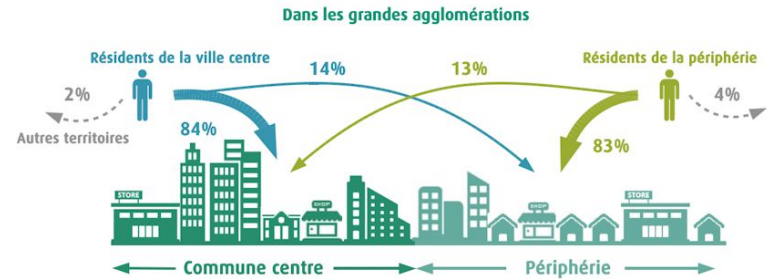 Dans les grandes agglomérations
Résidents de la ville centre
14%
13%
Résidents de la périphérie
2%
4%
Autres territoires
84%
83%
STORE
SHOP
SHOP
STORE
Commune centre
Périphérie